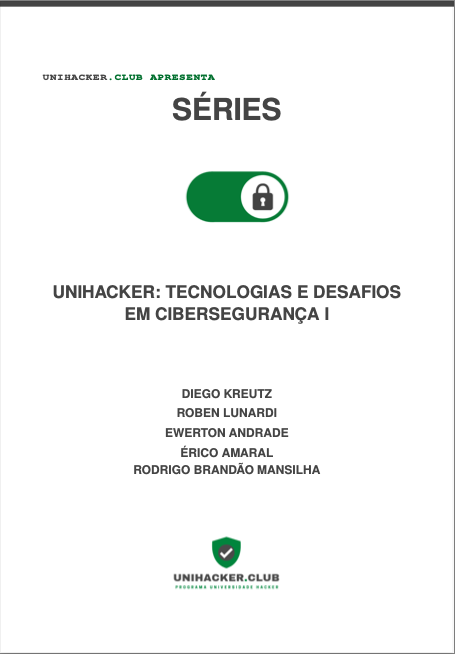 UNIHACKER.CLUB APRESENTA
SÉRIES
UNIHACKER: TECNOLOGIAS E DESAFIOS
EM CIBERSEGURANÇA I
DIEGO KREUTZ
ROBEN LUNARDI
EWERTON ANDRADE
ÉRICO AMARAL
RODRIGO BRANDÃO MANSILHA
UNIHACKER.CLUB
PROGRAMA UNIVERSIDADE HACKER